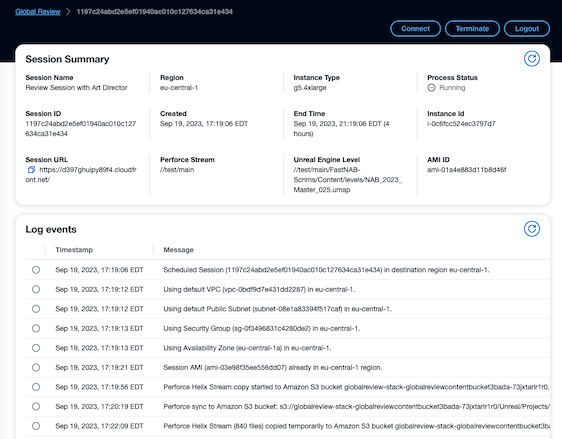 Global Review > 1197c24abd2e5ef01940ac010c127634ca31e434
Connect Terminate Logout
Session Summary
Session Name Region Instance Type Process Status
Review Session with Art Director eu-central-1 g5.4xlarge Running
Session ID Created End Time Instance Id
1197c24abd2e5ef01940ac010c127 Sep 19, 2023, 17:19:06 EDT Sep 19, 2023, 21:19:06 EDT (4 i-0c6fcc524ec3797d7
634ca31e434 hours)
Session URL Perforce Stream Unreal Engine Level AMI ID
https://d397ghuipy89f4.cloudfr //test/main //test/main/FastNAB- ami-01a4e883d11b8d46f
ont.net/ Scrims/Content/levels/NAB_2023_
Master_025.umap
Log events
Timestamp Message
Sep 19, 2023, 17:19:06 EDT Scheduled Session (1197c24abd2e5ef01940ac010c127634ca31e434) in destination region eu-central-1.
Sep 19, 2023, 17:19:12 EDT Using default VPC (vpc-0bdf9d7e431dd2287) in eu-central-1.
Sep 19, 2023, 17:19:12 EDT Using default Public Subnet (subnet-08e1a83394f517caf) in eu-central-1.
Sep 19, 2023, 17:19:13 EDT Using Security Group (sg-0f3496831c4280de2) in eu-central-1.
Sep 19, 2023, 17:19:13 EDT Using Availability Zone (eu-central-1a) in eu-central-1.
Sep 19, 2023, 17:19:21 EDT Session AMI (ami-03e98f35ee556dd07) already in eu-central-1 region.
Sep 19, 2023, 17:19:56 EDT Perforce Helix Stream copy started to Amazon S3 bucket globalreview-stack-globalreviewcontentbucket3bada-73jxtarlr1r0.
Sep 19, 2023, 17:20:19 EDT Perforce sync to Amazon S3 bucket: s3://globalreview-stack-globalreviewcontentbucket3bada-73jxtarlr1r0/Unreal/Projects/
Sep 19, 2023, 17:22:09 EDT Perforce Helix Stream (840 files) copied temporarily to Amazon S3 bucket globalreview-stack-globalreviewcontentbucket3ba